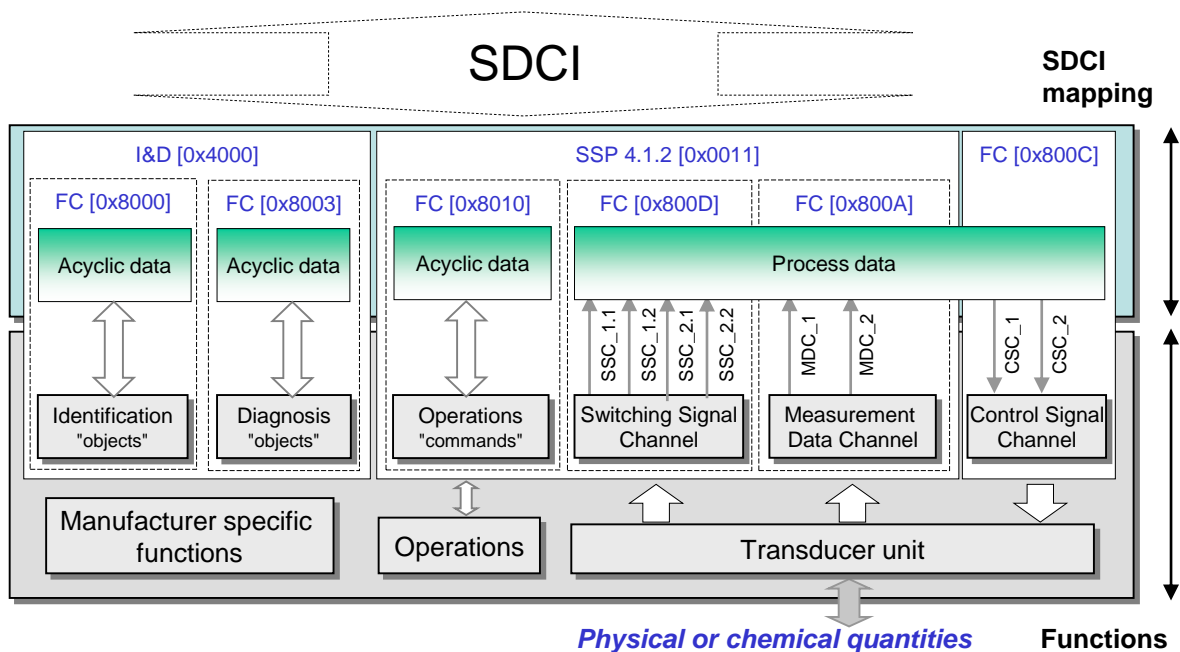 SDCI
SDCI
mapping
I&D [0x4000]
SSP 4.1.2 [0x0011]
FC [0x800C]
FC [0x8000]
FC [0x8003]
FC [0x8010]
FC [0x800D]
FC [0x800A]
Acyclic data
Acyclic data
Acyclic data
Process data
SSC_1.1
SSC_1.2
SSC_2.1
SSC_2.2
MDC_1
MDC_2
CSC_1
CSC_2
Identification
"objects"
Diagnosis
"objects"
Operations
"commands"
Switching Signal
Channel
Measurement
Data Channel
Control Signal
Channel
Manufacturer specific
functions
Operations
Transducer unit
Physical or chemical quantities
Functions